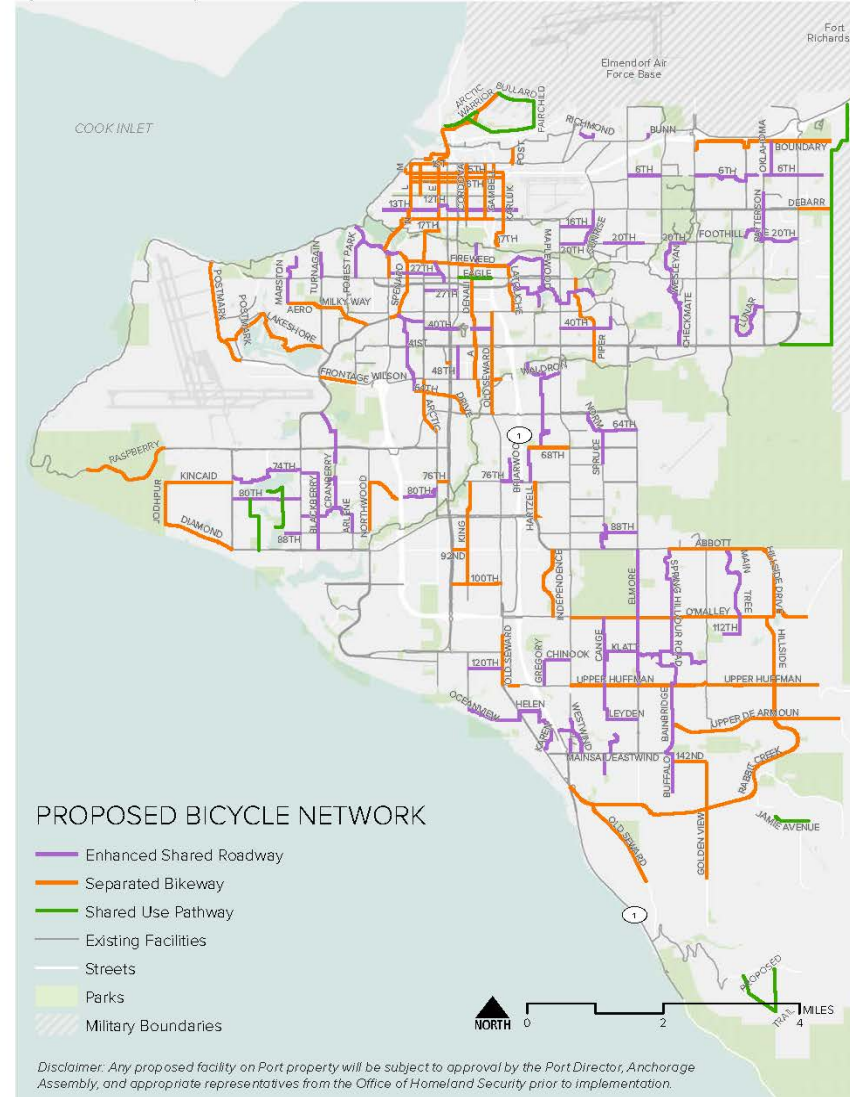 Fort
Richards
Elmendorf Air
Force Base
COOK INLET
ARCTIC
WARRIOR
BULLARD
FAIRCHILD
RICHMOND
BUNN
POST
OKLAHOMA
BOUNDARY
6TH
6TH
6TH
M
L
E
5TH
CORDOVA
GAMBELL
KARLUK
12TH
13TH
DEBARR
PATTERSON
16TH
SUNRISE
17TH
17TH
MAPLEWOOD
20TH
20TH
20TH
20TH
FOOTHILL
FIREWEED
FOREST PARK
TURNAGAIN
MARSTON
SPENARD
27TH
EAGLE
27TH
DENALI
WESLEYAN
CHECKMATE
POSTMARK
POSTMARK
LAKESHORE
AERO
MILKY WAY
40TH
41ST
40TH
LUNAR
PIPER
A
48TH
OLD SEWARD
FRONTAGE
WILSON
WALDRON
ARCTIC
DRIVE
NORM
64TH
1
SPRUCE
68TH
RASPBERRY
KINCAID
74TH
76TH
76TH
BRIARWOOD
80TH
80TH
JODHPUR
BLACKBERRY
CRANBERRY
ARLENE
NORTHWOOD
HARTZELL
DIAMOND
88TH
KING
88TH
92ND
ABBOTT
100TH
INDEPENDENCE
ELMORE
MAIN
TREE
HILLSIDE DRIVE
O'MALLEY
112TH
OLD SEWARD
GREGORY
CHINOOK
CANGE
KLATT
HILLSIDE
120TH
UPPER HUFFMAN
UPPER HUFFMAN
OCEANVIEW
HELEN
KAREN
WESTWIND
LEYDEN
BAINBRIDGE
UPPER DE ARMOUN
EASTWIND
BUFFALO
142ND
RABBIT CREEK
GOLDEN VIEW
OLD SEWARD
JAMIE AVENUE
1
PROPOSED
TRAIL
PROPOSED BICYCLE NETWORK
Enhanced Shared Roadway
Separated Bikeway
Shared Use Pathway
Existing Facilities
Streets
Parks
Military Boundaries
NORTH
0
2
4
MILES
Disclaimer: Any proposed facility on Port property will be subject to approval by the Port Director, Anchorage
Assembly, and appropriate representatives from the Office of Homeland Security prior to implementation.